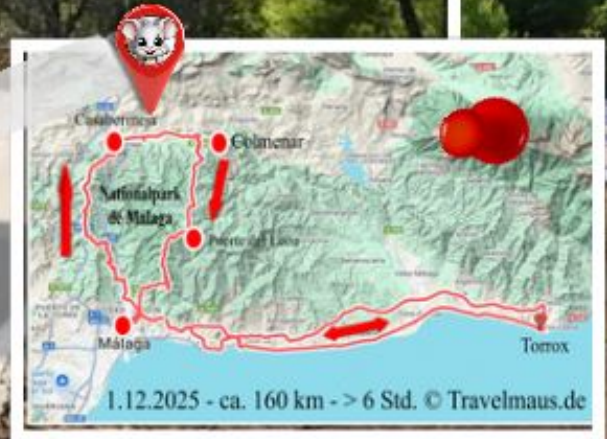 Casabermeja
Colmenar
Nationalpark
de Malaga
Puerto del Leon
Málaga
Torrox
1.12.2025 - ca. 160 km - > 6 Std. © Travelmaus.de